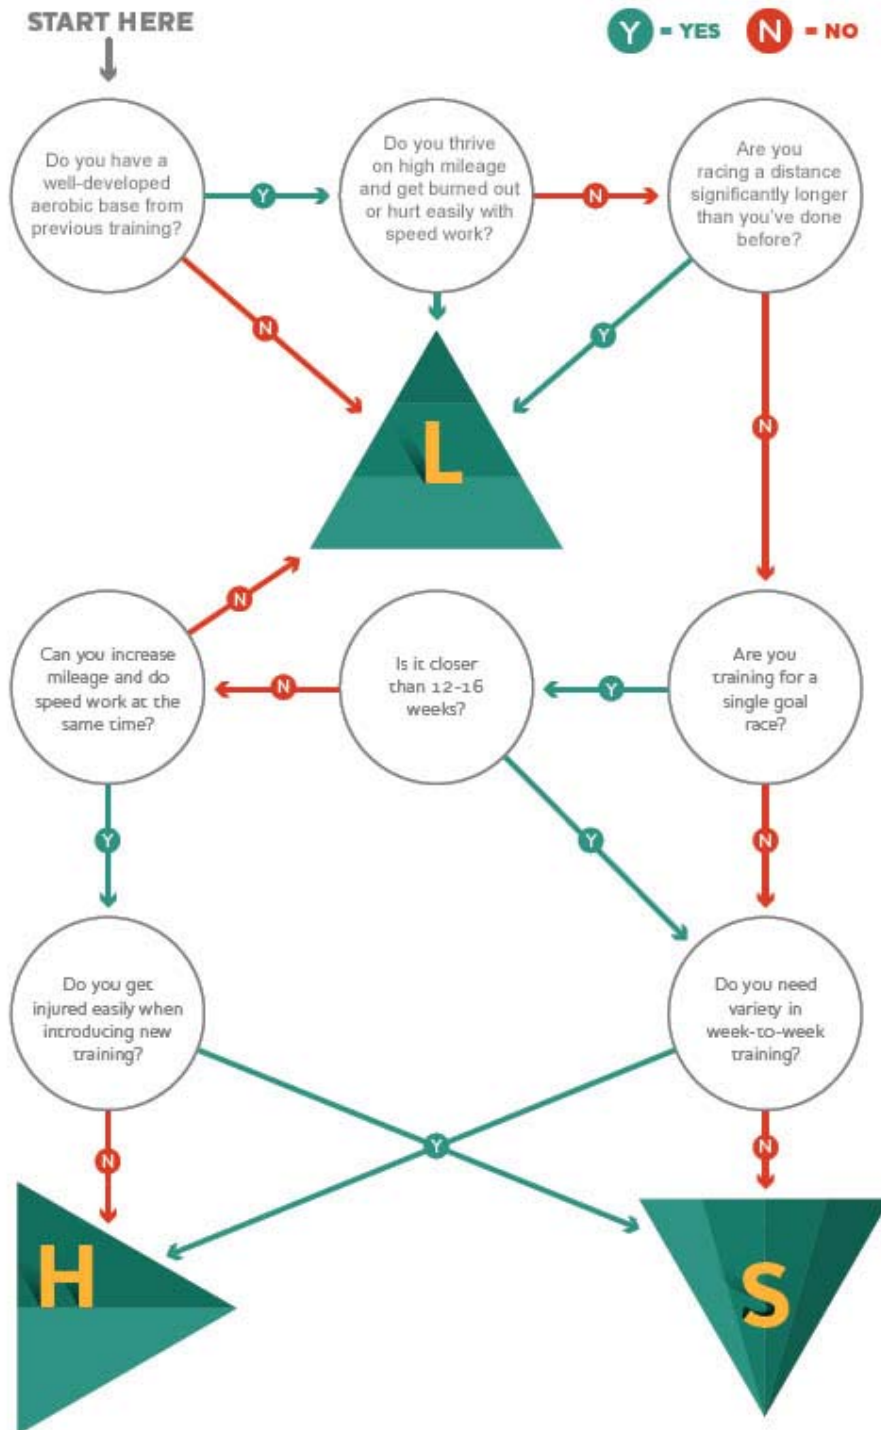 START HERE
Y = YES N = NO
Do you have a
well-developed
aerobic base from
previous training?
Y
Do you thrive
on high mileage
and get burned out
or hurt easily with
speed work?
N
Are you
racing a distance
significantly longer
than you've done
before?
N
Y
L
N
N
Can you increase
mileage and do
speed work at the
same time?
N
Is it closer
than 12-16
weeks?
Y
Are you
training for a
single goal
race?
Y
Y
N
Do you get
injured easily when
introducing new
training?
Do you need
variety in
week-to-week
training?
N
Y
N
H
S